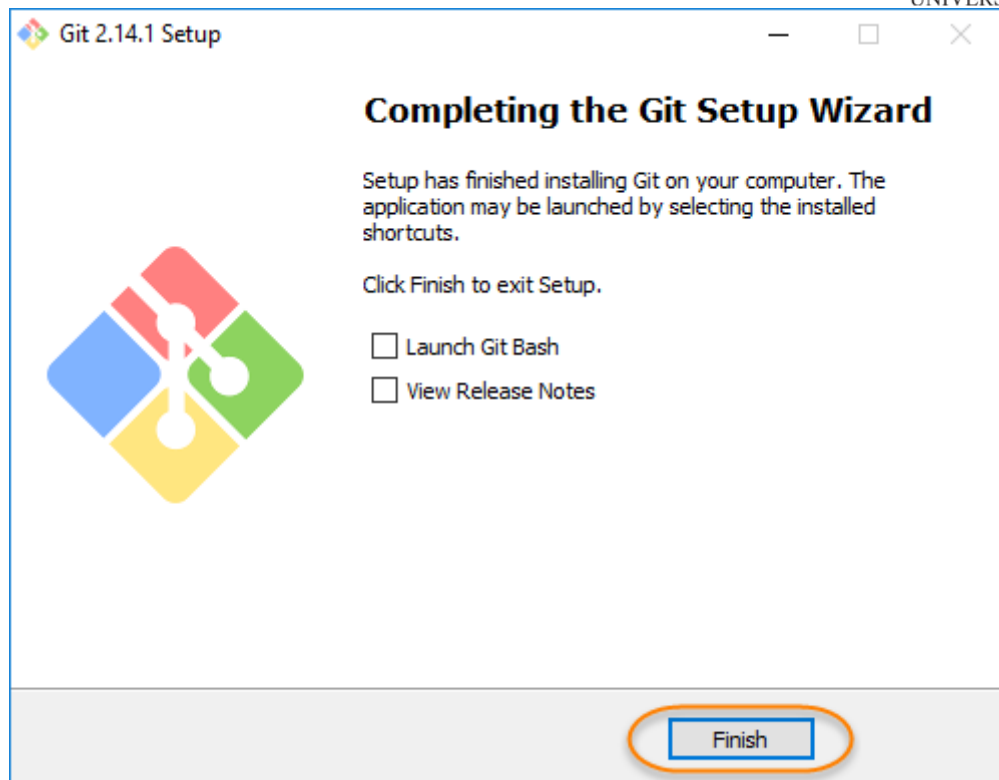 UNIVERS
Git 2.14.1 Setup
Completing the Git Setup Wizard
Setup has finished installing Git on your computer. The
application may be launched by selecting the installed
shortcuts.
Click Finish to exit Setup.
Launch Git Bash
View Release Notes
Finish